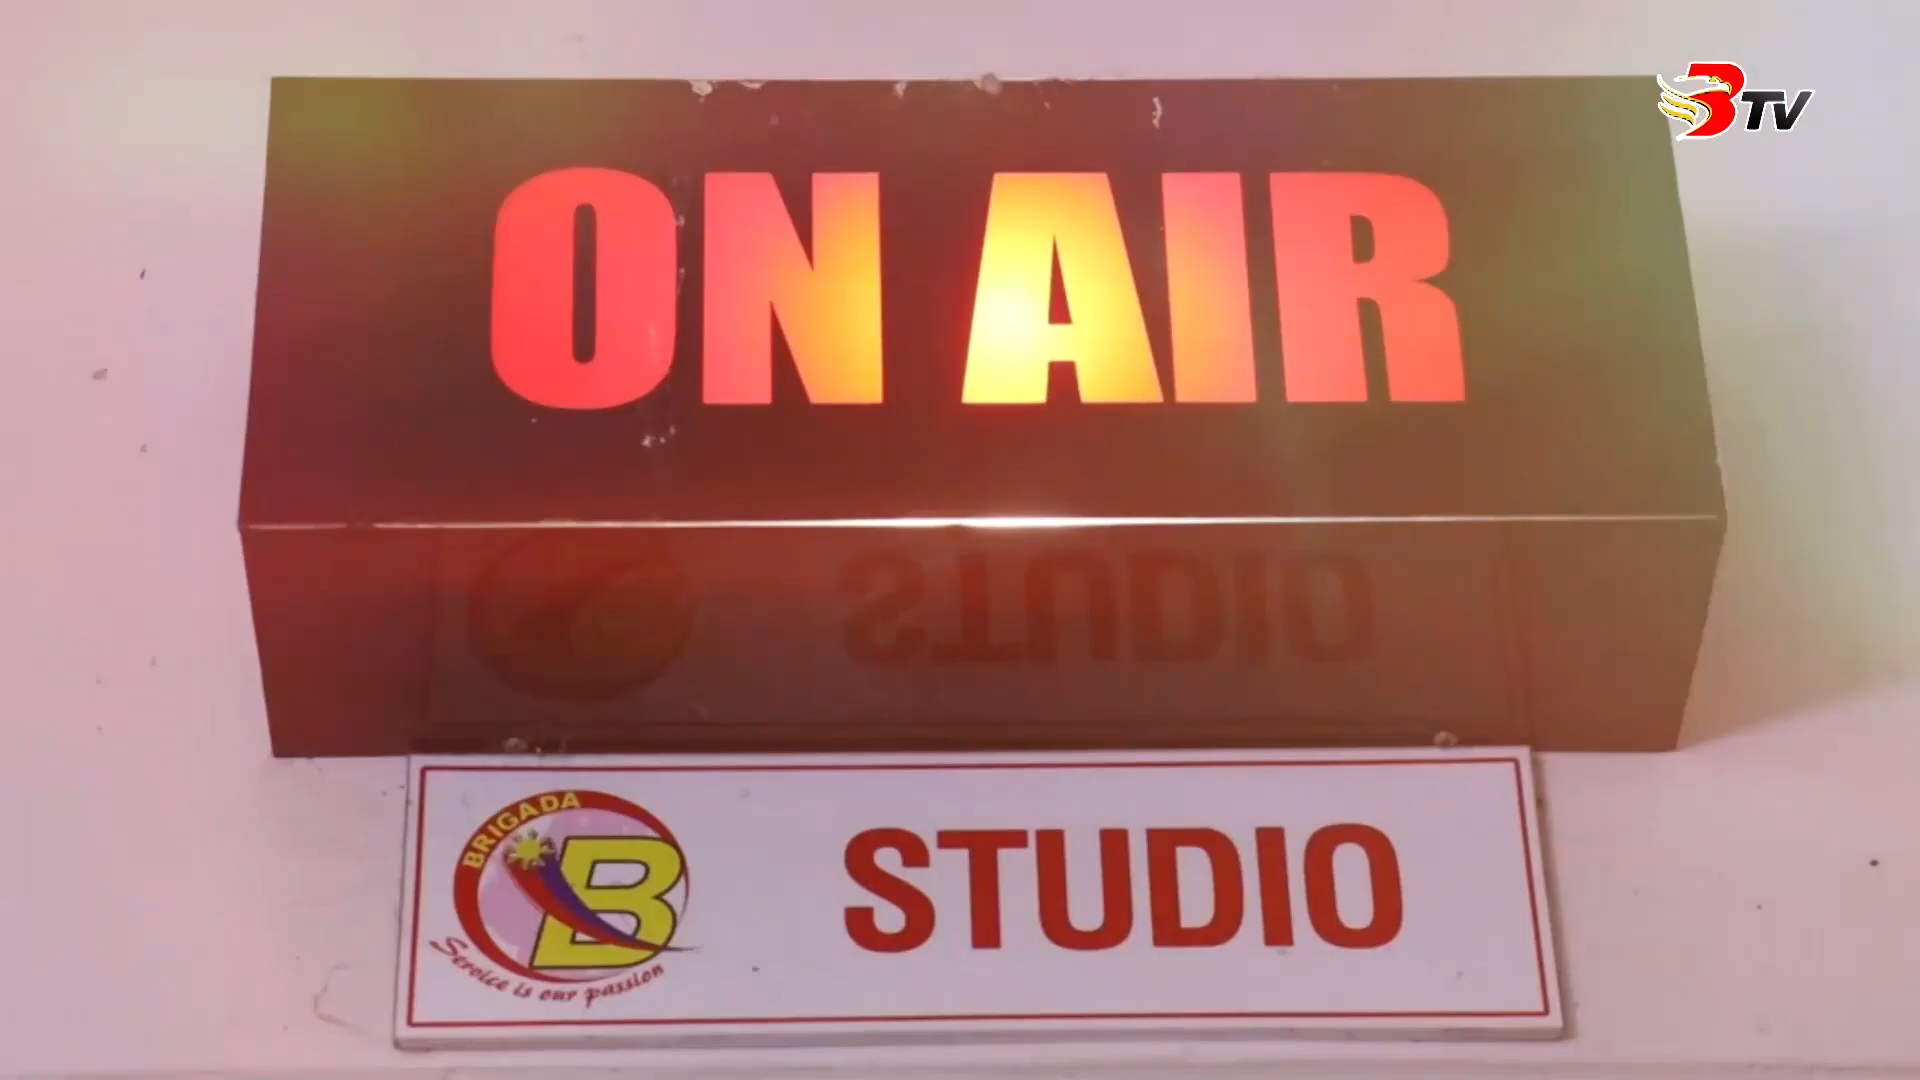 BTV
ON AIR
STUDIO
BRIGADA
B
STUDIO
Service is our passion